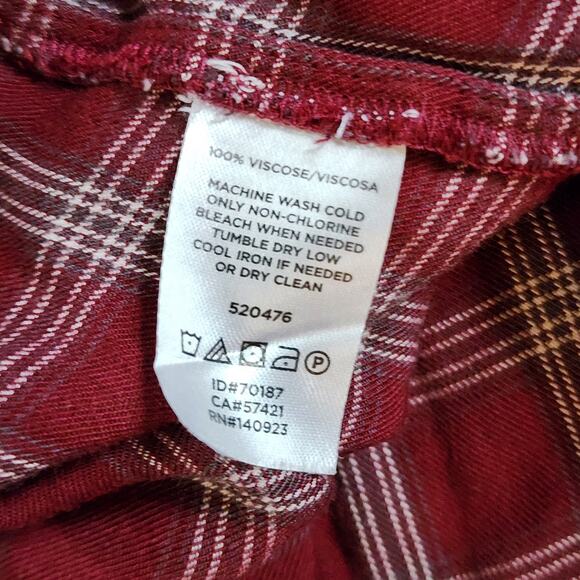 100% VISCOSE/VISCOSA
MACHINE WASH COLD
ONLY NON-CHLORINE
BLEACH WHEN NEEDED
TUMBLE DRY LOW
COOL IRON IF NEEDED
OR DRY CLEAN
520476
P
ID#70187
CA#57421
RN#140923